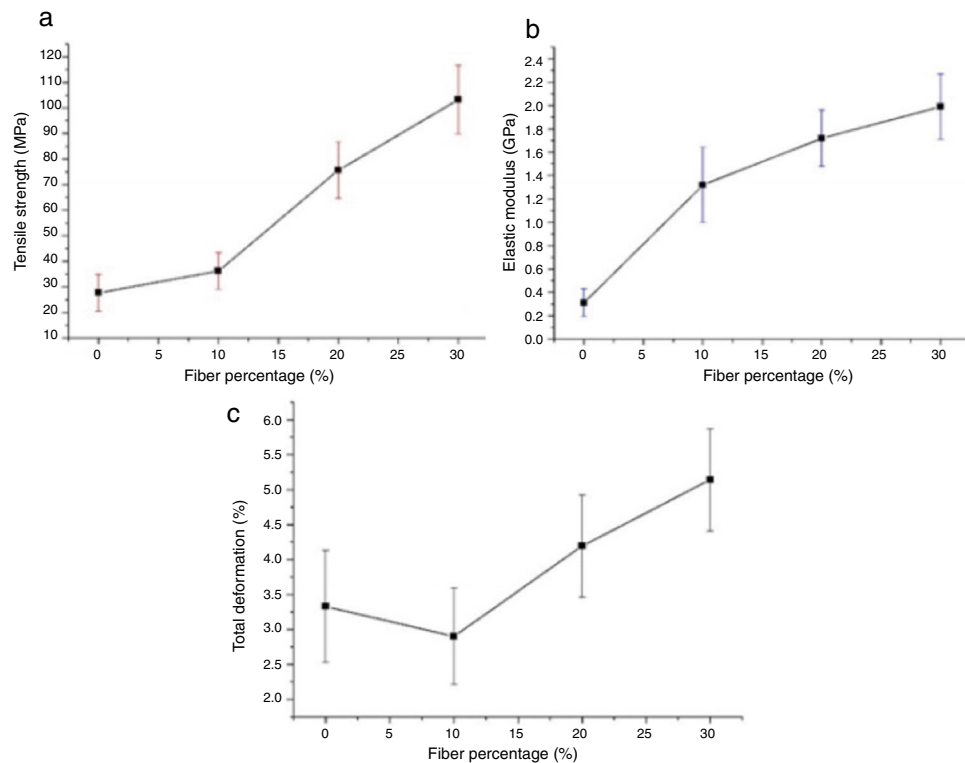 a
120
110
100
90
80
70
60
50
40
30
20
10
Tensile strength (MPa)
0 5 10 15 20 25 30
Fiber percentage (%)
b
2.4
2.2
2.0
1.8
1.6
1.4
1.2
1.0
0.8
0.6
0.4
0.2
0.0
Elastic modulus (GPa)
0 5 10 15 20 25 30
Fiber percentage (%)
c
6.0
5.5
5.0
4.5
4.0
3.5
3.0
2.5
2.0
Total deformation (%)
0 5 10 15 20 25 30
Fiber percentage (%)